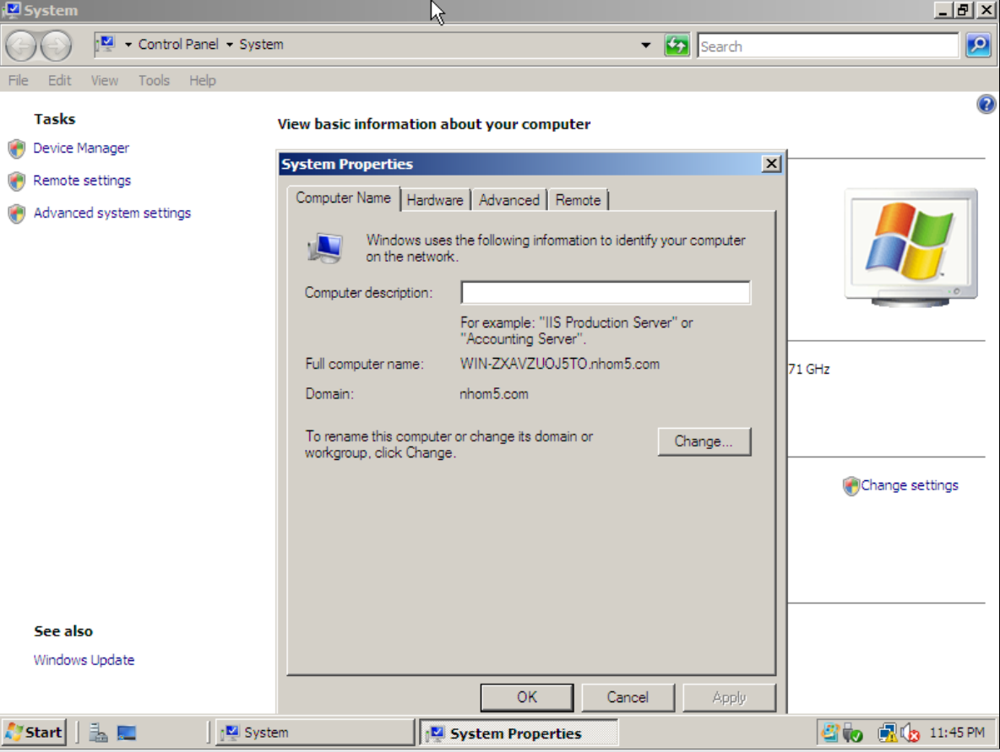 System
Control Panel System
Search
File Edit View Tools Help
Tasks
Device Manager
Remote settings
Advanced system settings
See also
Windows Update
View basic information about your computer
System Properties
Computer Name Hardware Advanced Remote
Windows uses the following information to identify your computer
on the network.
Computer description:
For example: "IIS Production Server" or
"Accounting Server".
Full computer name: WIN-ZXAVZUOJ5TO.nhom5.com
Domain: nhom5.com
To rename this computer or change its domain or
workgroup, click Change.
Change...
OK Cancel Apply
71 GHz
Change settings
Start System System Properties 11:45 PM